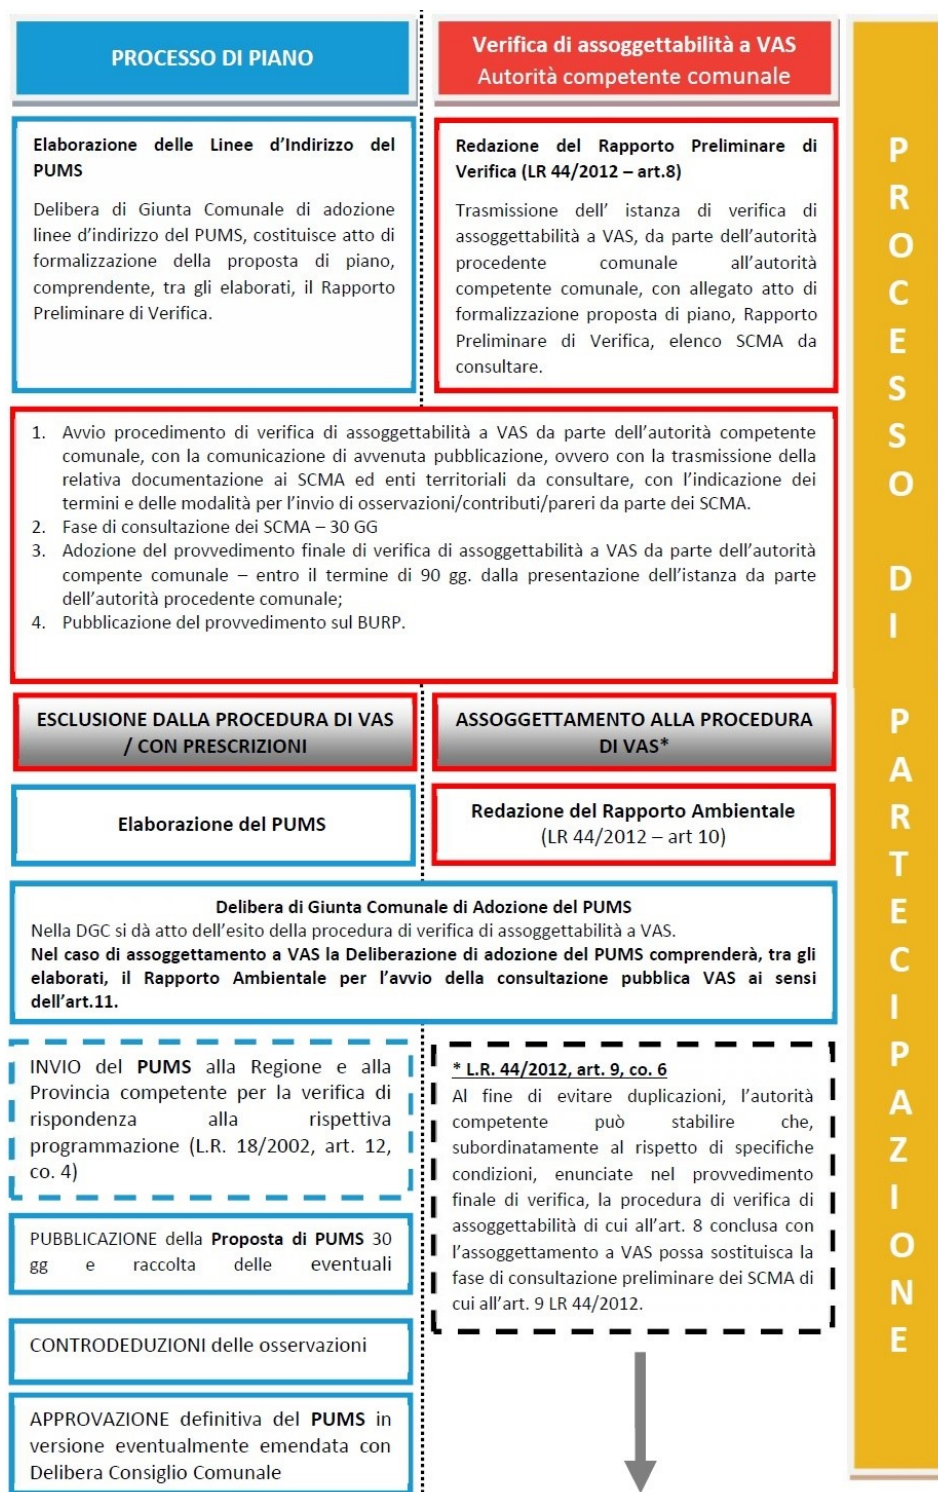 PROCESSO DI PIANO
Verifica di assoggettabilità a VAS
Autorità competente comunale
Elaborazione delle Linee d'Indirizzo del
PUMS
Delibera di Giunta Comunale di adozione
linee d'indirizzo del PUMS, costituisce atto di
formalizzazione della proposta di piano,
comprendente, tra gli elaborati, il Rapporto
Preliminare di Verifica.
Redazione del Rapporto Preliminare di
Verifica (LR 44/2012 – art.8)
Trasmissione dell' istanza di verifica di
assoggettabilità a VAS, da parte dell'autorità
procedente comunale all'autorità
competente comunale, con allegato atto di
formalizzazione proposta di piano, Rapporto
Preliminare di Verifica, elenco SCMA da
consultare.
1. Avvio procedimento di verifica di assoggettabilità a VAS da parte dell'autorità competente
comunale, con la comunicazione di avvenuta pubblicazione, ovvero con la trasmissione della
relativa documentazione ai SCMA ed enti territoriali da consultare, con l'indicazione dei
termini e delle modalità per l'invio di osservazioni/contributi/pareri da parte dei SCMA.
2. Fase di consultazione dei SCMA – 30 GG
3. Adozione del provvedimento finale di verifica di assoggettabilità a VAS da parte dell'autorità
compente comunale – entro il termine di 90 gg. dalla presentazione dell'istanza da parte
dell'autorità procedente comunale;
4. Pubblicazione del provvedimento sul BURP.
ESCLUSIONE DALLA PROCEDURA DI VAS
/ CON PRESCRIZIONI
ASSOGGETTAMENTO ALLA PROCEDURA
DI VAS*
Elaborazione del PUMS
Redazione del Rapporto Ambientale
(LR 44/2012 – art 10)
Delibera di Giunta Comunale di Adozione del PUMS
Nella DGC si dà atto dell'esito della procedura di verifica di assoggettabilità a VAS.
Nel caso di assoggettamento a VAS la Deliberazione di adozione del PUMS comprenderà, tra gli
elaborati, il Rapporto Ambientale per l'avvio della consultazione pubblica VAS ai sensi
dell'art.11.
INVIO del PUMS alla Regione e alla
Provincia competente per la verifica di
rispondenza alla rispettiva
programmazione (L.R. 18/2002, art. 12,
co. 4)
PUBBLICAZIONE della Proposta di PUMS 30
gg e raccolta delle eventuali
CONTRODEDUZIONI delle osservazioni
APPROVAZIONE definitiva del PUMS in
versione eventualmente emendata con
Delibera Consiglio Comunale
* L.R. 44/2012, art. 9, co. 6
Al fine di evitare duplicazioni, l'autorità
competente può stabilire che,
subordinatamente al rispetto di specifiche
condizioni, enunciate nel provvedimento
finale di verifica, la procedura di verifica di
assoggettabilità di cui all'art. 8 conclusa con
l'assoggettamento a VAS possa sostituisca la
fase di consultazione preliminare dei SCMA di
cui all'art. 9 LR 44/2012.
PROCESSO DI PARTECIPAZIONE